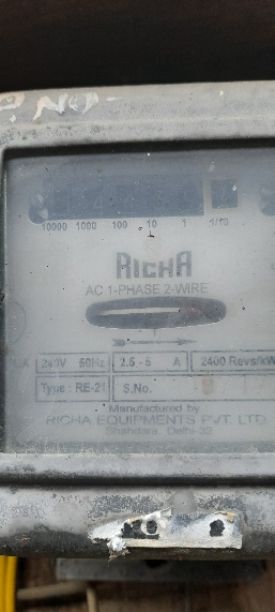 10000 1000 100 10 1 1/10
RICHA
AC 1-PHASE 2-WIRE
240V 50Hz 2.5 - 5 A 2400 Revs/kW
Type : RE-21 S.No.
Manufactured by
RICHA EQUIPMENTS PVT. LTD
Shahdara, Delhi-32